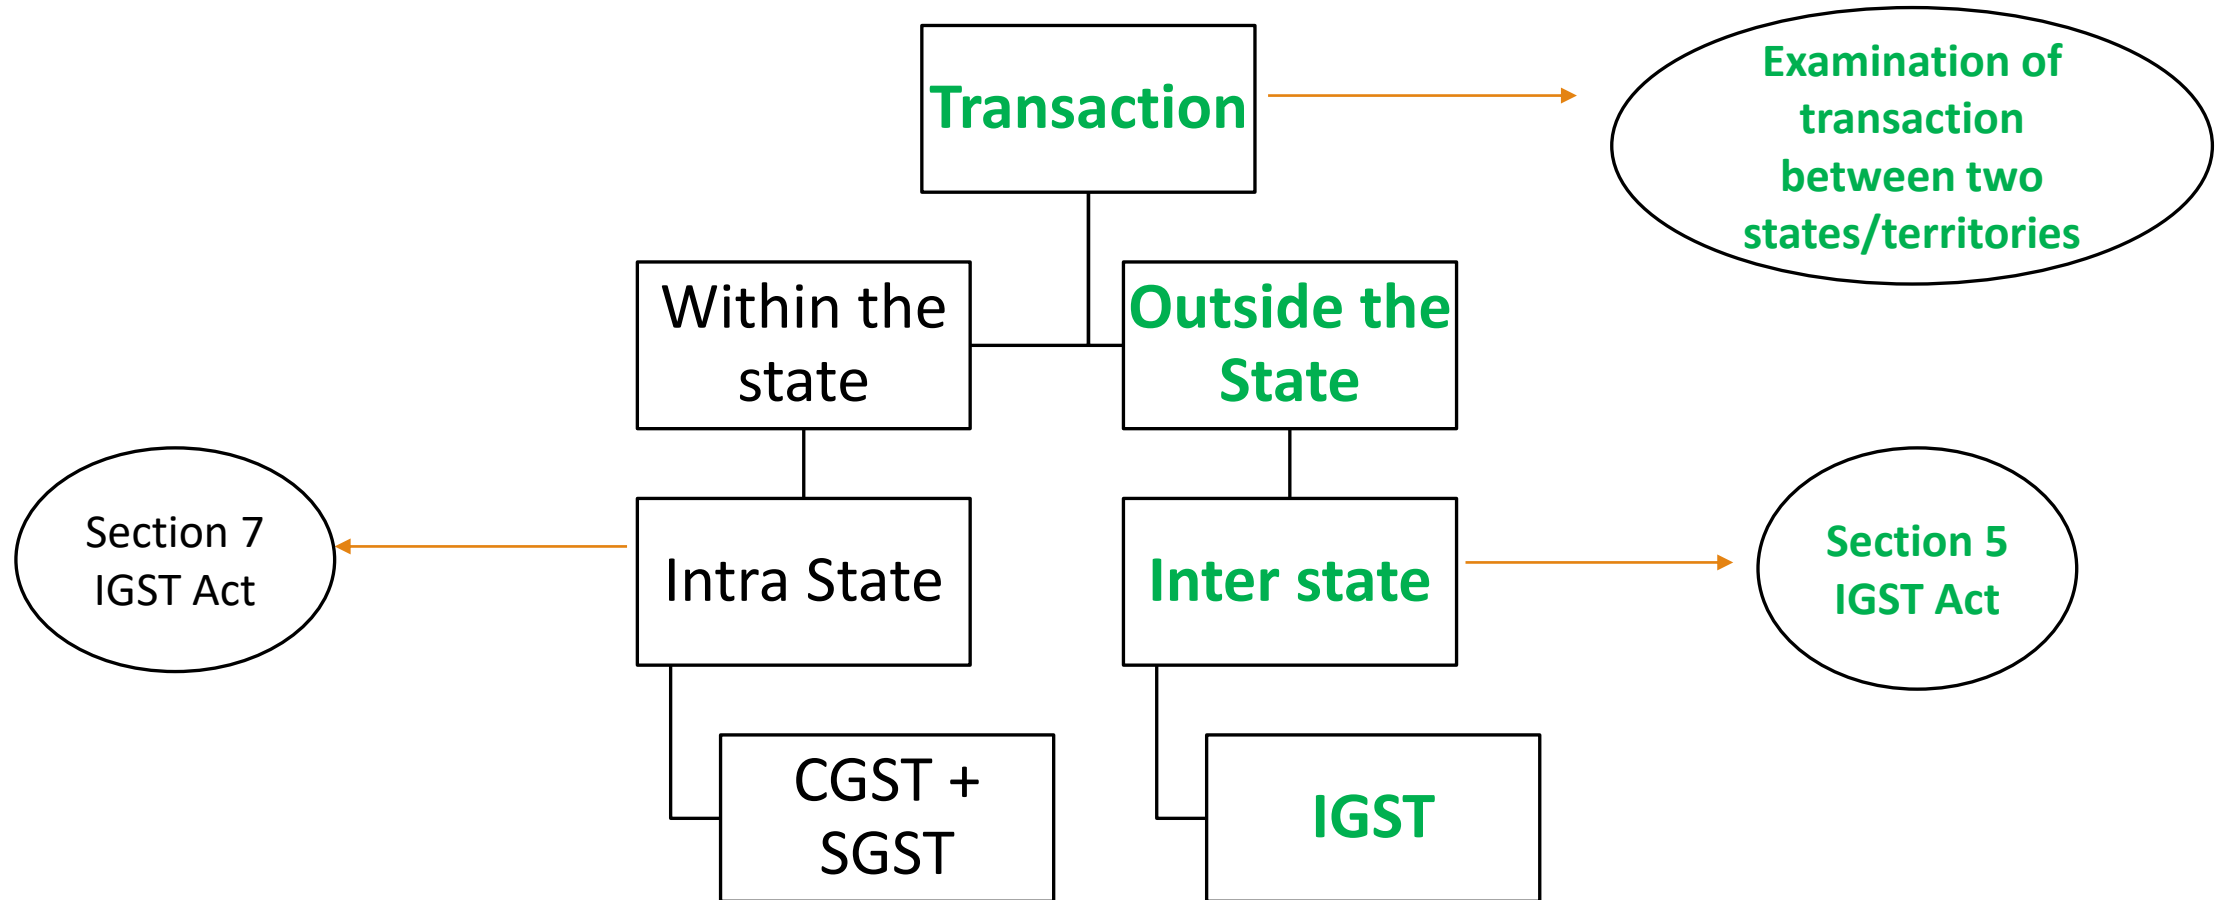 Transaction
Examination of
transaction
between two
states/territories
Within the
state
Outside the
State
Section 7
IGST Act
Intra State
Inter state
Section 5
IGST Act
CGST +
SGST
IGST